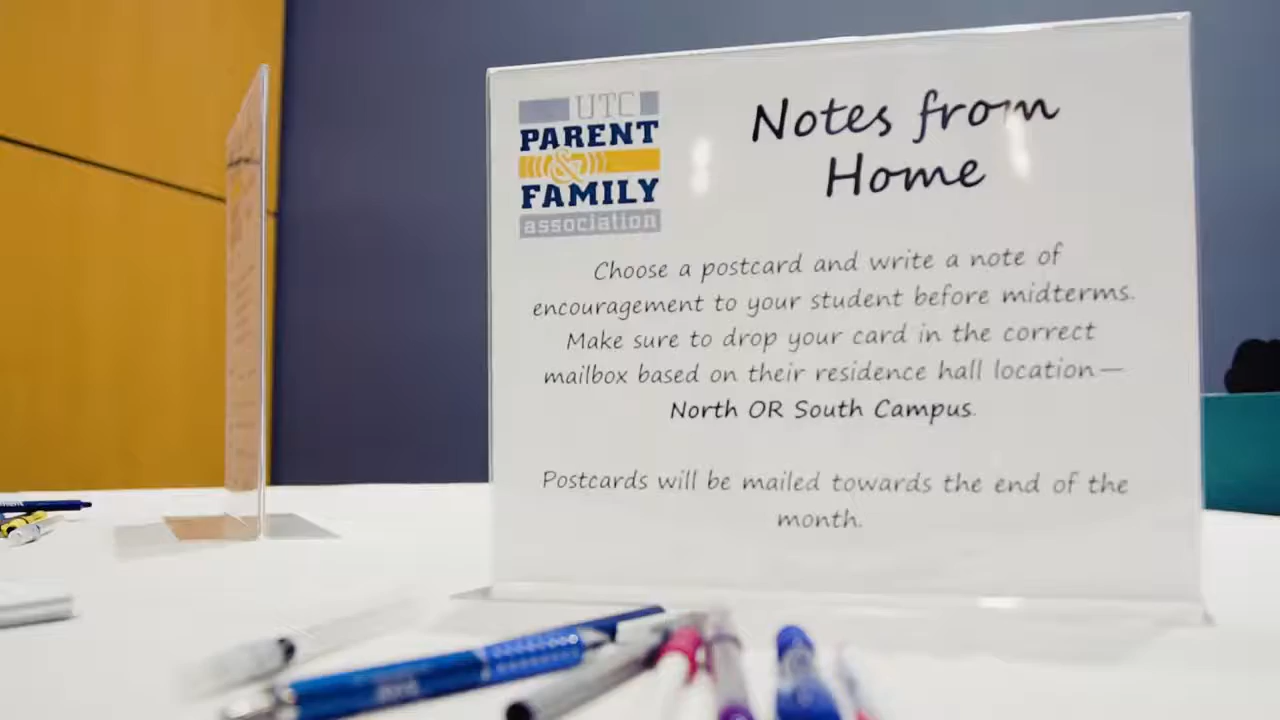 UTC
PARENT
&
FAMILY
association
Notes from
Home
Choose a postcard and write a note of
encouragement to your student before midterms.
Make sure to drop your card in the correct
mailbox based on their residence hall location—
North OR South Campus.
Postcards will be mailed towards the end of the
month.